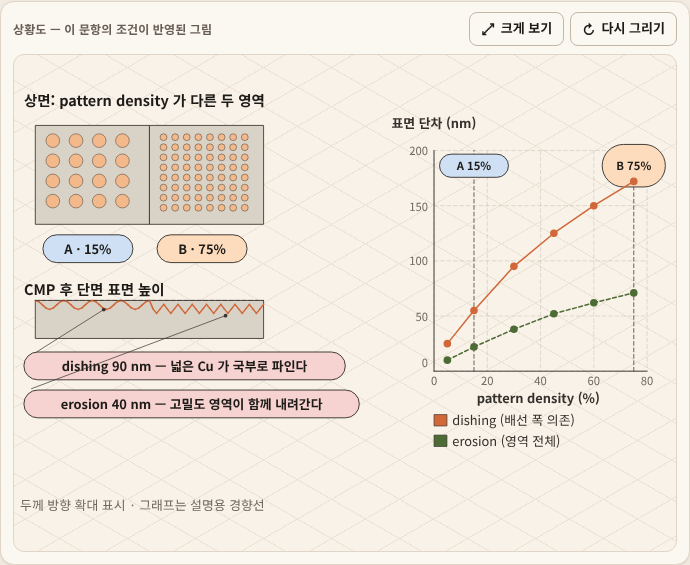 상황도 — 이 문항의 조건이 반영된 그림
크게 보기
다시 그리기
상면: pattern density 가 다른 두 영역
A · 15%
B · 75%
CMP 후 단면 표면 높이
dishing 90 nm — 넓은 Cu 가 국부로 파인다
erosion 40 nm — 고밀도 영역이 함께 내려간다
두께 방향 확대 표시 · 그래프는 설명용 경향선
표면 단차 (nm)
200
150
100
50
0
A 15%
B 75%
0 20 40 60 80
pattern density (%)
dishing (배선 폭 의존)
erosion (영역 전체)